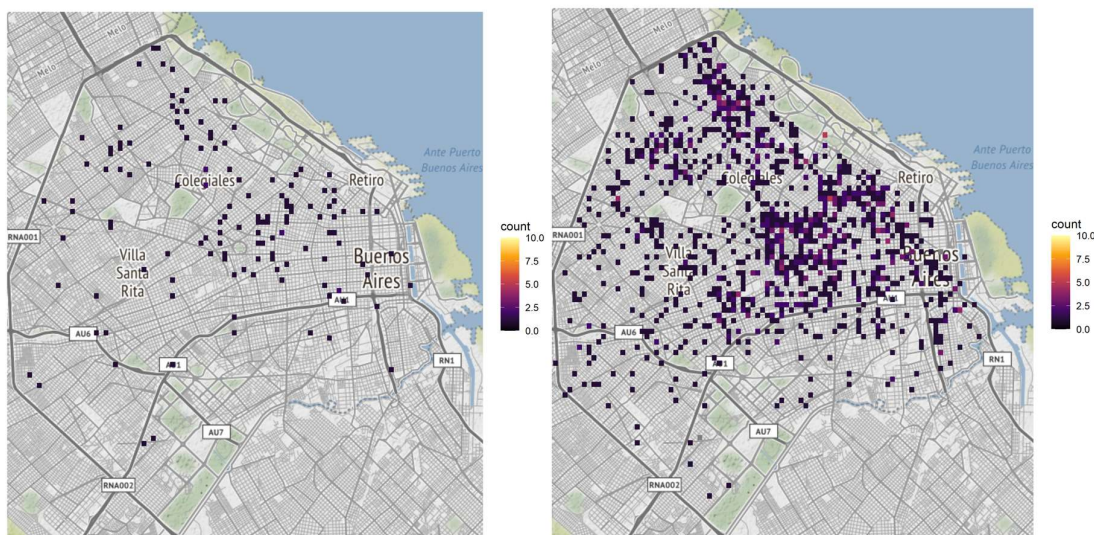 Melo
Melo
Ante Puerto
Buenos Aires
Colegiales
Retiro
RNA001
Villa
Santa
Rita
Buenos
Aires
AU1
AU6
AU1
RN1
AU7
RNA002
count
10.0
7.5
5.0
2.5
0.0
Melo
Melo
Ante Puerto
Buenos Aires
Colegiales
Retiro
RNA001
Villa
Santa
Rita
Buenos
Aires
AU1
AU6
AU1
RN1
AU7
RNA002
count
10.0
7.5
5.0
2.5
0.0